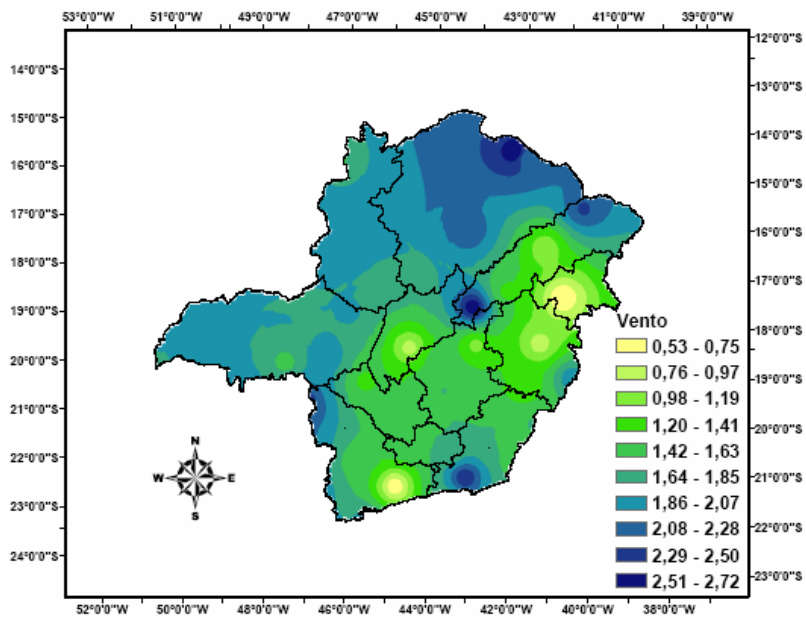 53°0'0"W 51°0'0"W 49°0'0"W 47°0'0"W 45°0'0"W 43°0'0"W 41°0'0"W 39°0'0"W
12°0'0"S
14°0'0"S
13°0'0"S
15°0'0"S
14°0'0"S
16°0'0"S
15°0'0"S
17°0'0"S
16°0'0"S
18°0'0"S
17°0'0"S
19°0'0"S
18°0'0"S
20°0'0"S
19°0'0"S
21°0'0"S
20°0'0"S
22°0'0"S
21°0'0"S
23°0'0"S
22°0'0"S
24°0'0"S
23°0'0"S
N
W E
S
Vento
0,53 - 0,75
0,76 - 0,97
0,98 - 1,19
1,20 - 1,41
1,42 - 1,63
1,64 - 1,85
1,86 - 2,07
2,08 - 2,28
2,29 - 2,50
2,51 - 2,72
52°0'0"W 50°0'0"W 48°0'0"W 46°0'0"W 44°0'0"W 42°0'0"W 40°0'0"W 38°0'0"W